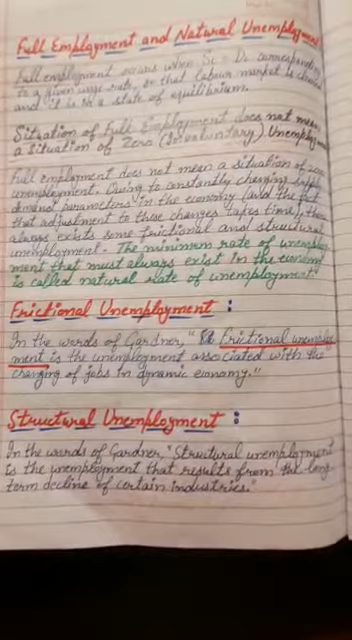 Full Employment and Natural Unemployment
Full employment occurs when SL = DL corresponding
to a given wage rate, so that labour market is
and it is in a state of equilibrium.
Situation of Full Employment does not mean
a situation of Zero (Involuntary) Unemploy
Full employment does not mean a situation of zero
unemployment. Owing to constantly changing supply
demand parameters in the economy (and the fact
that adjustment to these changes takes time), there
always exists some frictional and structural
unemployment. The minimum rate of unemploy
ment that must always exist in the economy
is called natural rate of unemployment."
Frictional Unemployment :
In the words of Gardner, " Frictional unemploy
ment is the unemployment associated with the
changing of jobs in dynamic economy."
Structural Unemployment :
In the words of Gardner, "Structural unemployment
is the unemployment that results from the long-
term decline of certain industries."